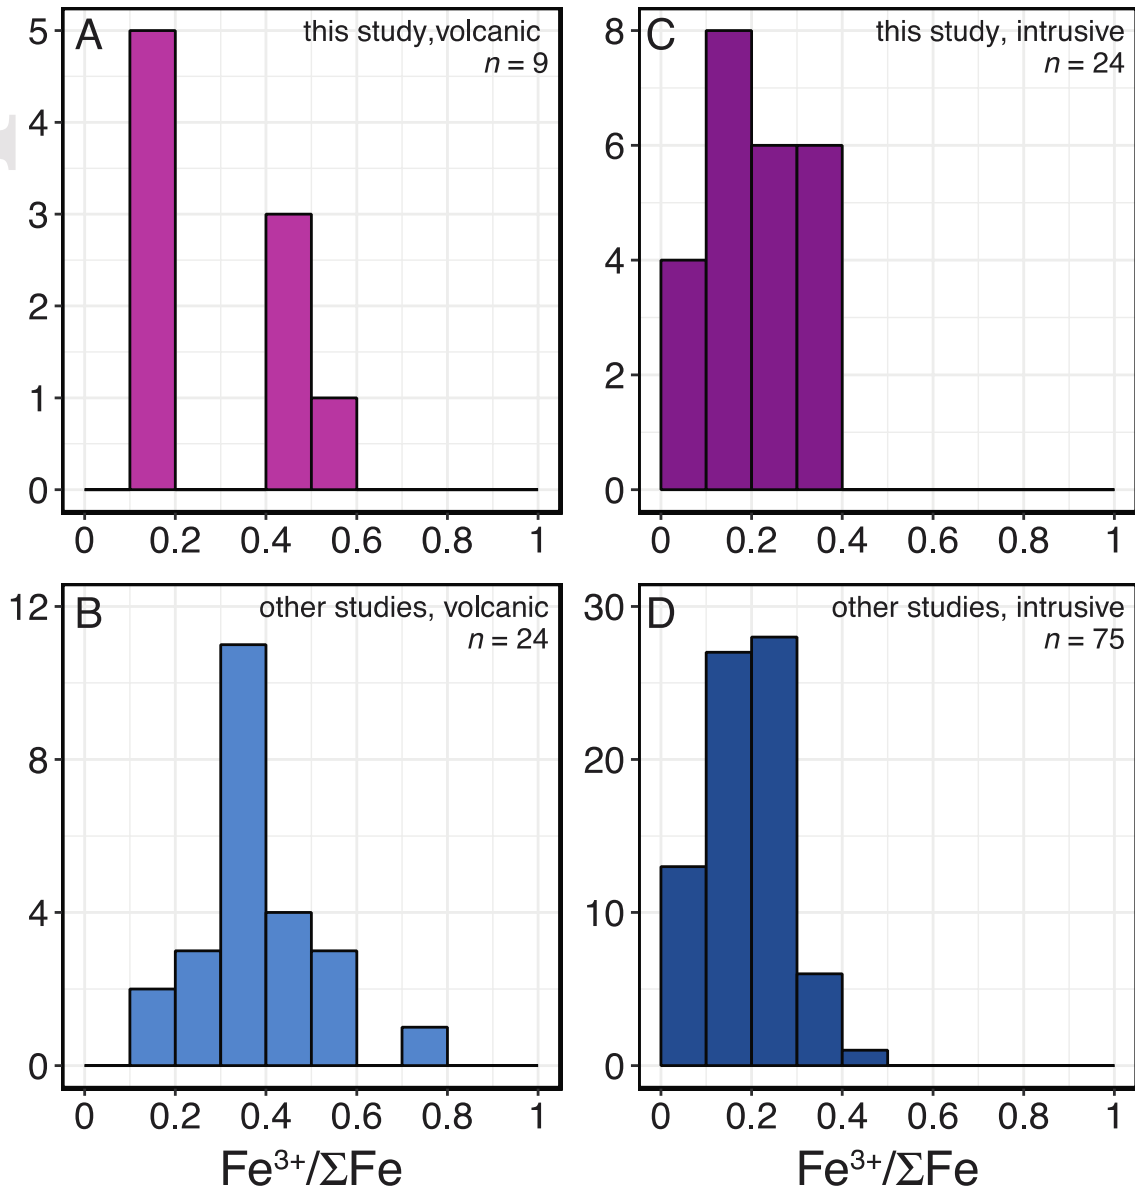 A
this study,volcanic
n = 9
5
4
3
2
1
0
0 0.2 0.4 0.6 0.8 1
C
this study, intrusive
n = 24
8
6
4
2
0
0 0.2 0.4 0.6 0.8 1
B
other studies, volcanic
n = 24
12
8
4
0
0 0.2 0.4 0.6 0.8 1
Fe³⁺/ΣFe
D
other studies, intrusive
n = 75
30
20
10
0
0 0.2 0.4 0.6 0.8 1
Fe³⁺/ΣFe